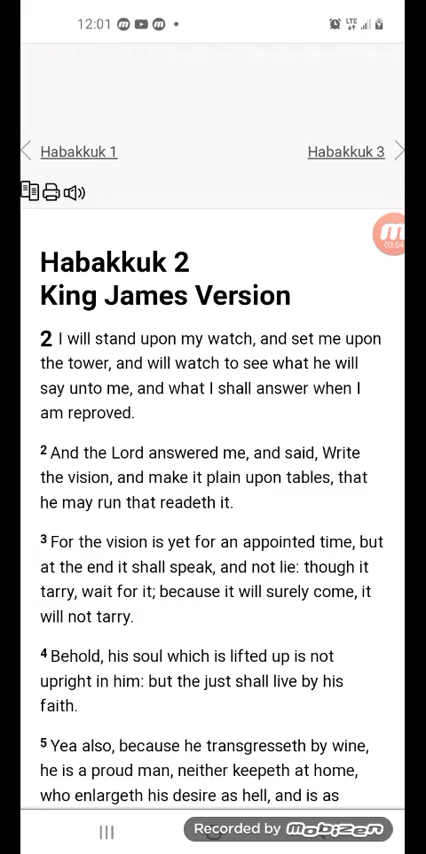 12:01
LTE
Habakkuk 1
Habakkuk 3
m
03:04
Habakkuk 2
King James Version
2 I will stand upon my watch, and set me upon
the tower, and will watch to see what he will
say unto me, and what I shall answer when I
am reproved.
2 And the Lord answered me, and said, Write
the vision, and make it plain upon tables, that
he may run that readeth it.
3 For the vision is yet for an appointed time, but
at the end it shall speak, and not lie: though it
tarry, wait for it; because it will surely come, it
will not tarry.
4 Behold, his soul which is lifted up is not
upright in him: but the just shall live by his
faith.
5 Yea also, because he transgresseth by wine,
he is a proud man, neither keepeth at home,
who enlargeth his desire as hell, and is as
Recorded by mobizen